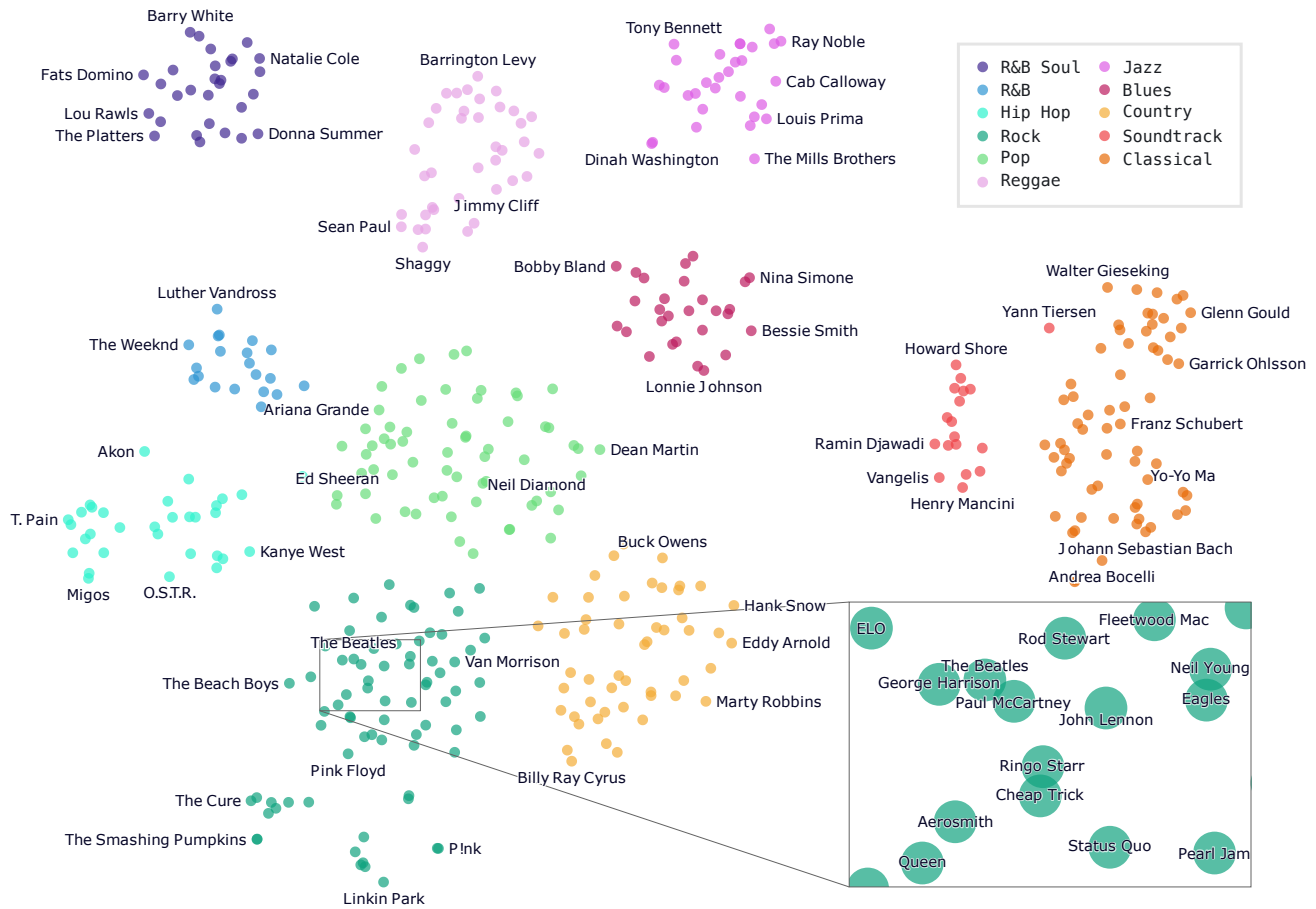 Barry White
Natalie Cole
Fats Domino
Lou Rawls
The Platters
Donna Summer
Barrington Levy
Jimmy Cliff
Sean Paul
Shaggy
Tony Bennett
Ray Noble
Cab Calloway
Louis Prima
Dinah Washington
The Mills Brothers
R&B Soul
R&B
Hip Hop
Rock
Pop
Reggae
Jazz
Blues
Country
Soundtrack
Classical
Bobby Bland
Nina Simone
Bessie Smith
Lonnie Johnson
Luther Vandross
The Weeknd
Ariana Grande
Dean Martin
Ed Sheeran
Neil Diamond
Walter Gieseking
Yann Tiersen
Glenn Gould
Howard Shore
Garrick Ohlsson
Franz Schubert
Ramin Djawadi
Vangelis
Yo-Yo Ma
Henry Mancini
Johann Sebastian Bach
Andrea Bocelli
Akon
T. Pain
Kanye West
Migos
O.S.T.R.
Buck Owens
Hank Snow
Eddy Arnold
Marty Robbins
Billy Ray Cyrus
The Beatles
Van Morrison
The Beach Boys
Pink Floyd
The Cure
The Smashing Pumpkins
P!nk
Linkin Park
ELO
Fleetwood Mac
Rod Stewart
The Beatles
Neil Young
George Harrison
Paul McCartney
Eagles
John Lennon
Ringo Starr
Cheap Trick
Aerosmith
Status Quo
Pearl Jam
Queen